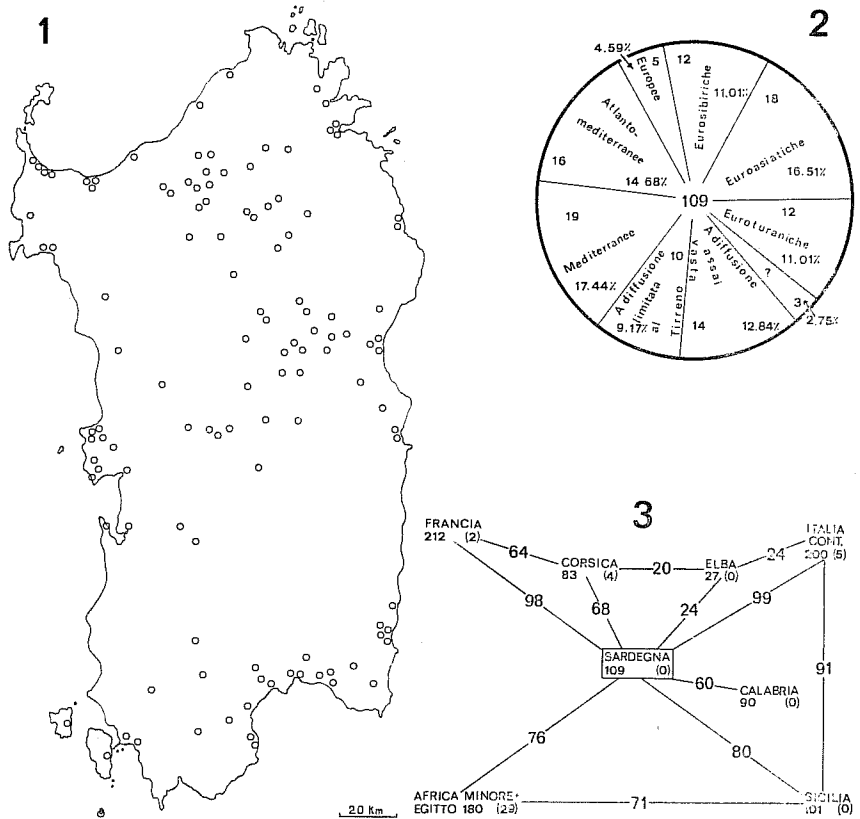 1
20 Km
2
4.59%
Europee
5
12
Eurosibiriche
11.01%
18
Euroasiatiche
16.51%
12
Euroturaniche
11.01%
?
3
2.75%
A diffusione
assai
vasta
14
12.84%
10
A diffusione
limitata
al
Tirreno
9.17%
19
Mediterranee
17.44%
Atlanto-
mediterranee
16
14 68%
109
3
FRANCIA
212 (2)
64
CORSICA
83 (4)
20
ELBA
27 (0)
24
ITALIA
CONT.
200 (5)
98
68
24
99
SARDEGNA
109 (0)
60
CALABRIA
90 (0)
91
76
80
AFRICA MINORE+
EGITTO 180 (29)
71
SICILIA
101 (0)